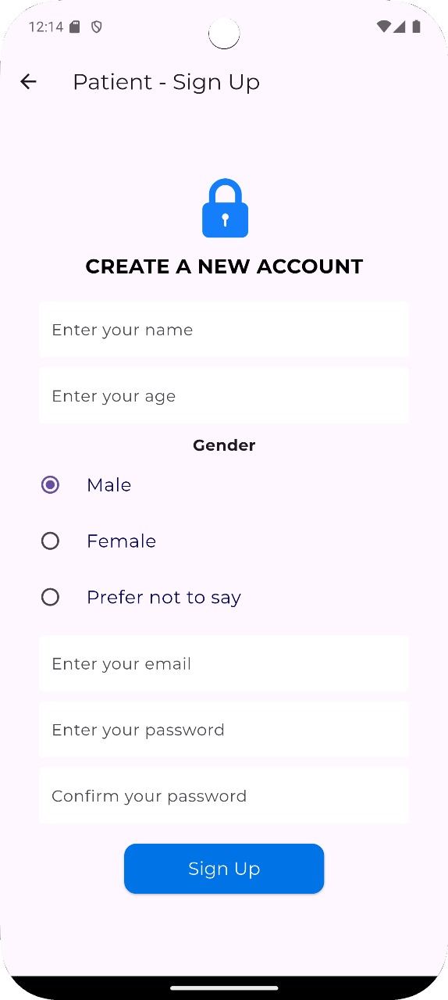 12:14
Patient - Sign Up
CREATE A NEW ACCOUNT
Enter your name
Enter your age
Gender
Male
Female
Prefer not to say
Enter your email
Enter your password
Confirm your password
Sign Up